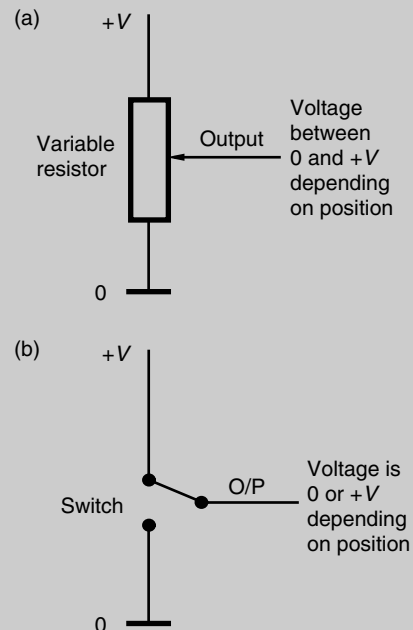 (a)
+V
Variable
resistor
Output
Voltage
between
0 and +V
depending
on position
0
(b)
+V
Switch
O/P
Voltage is
0 or +V
depending
on position
0